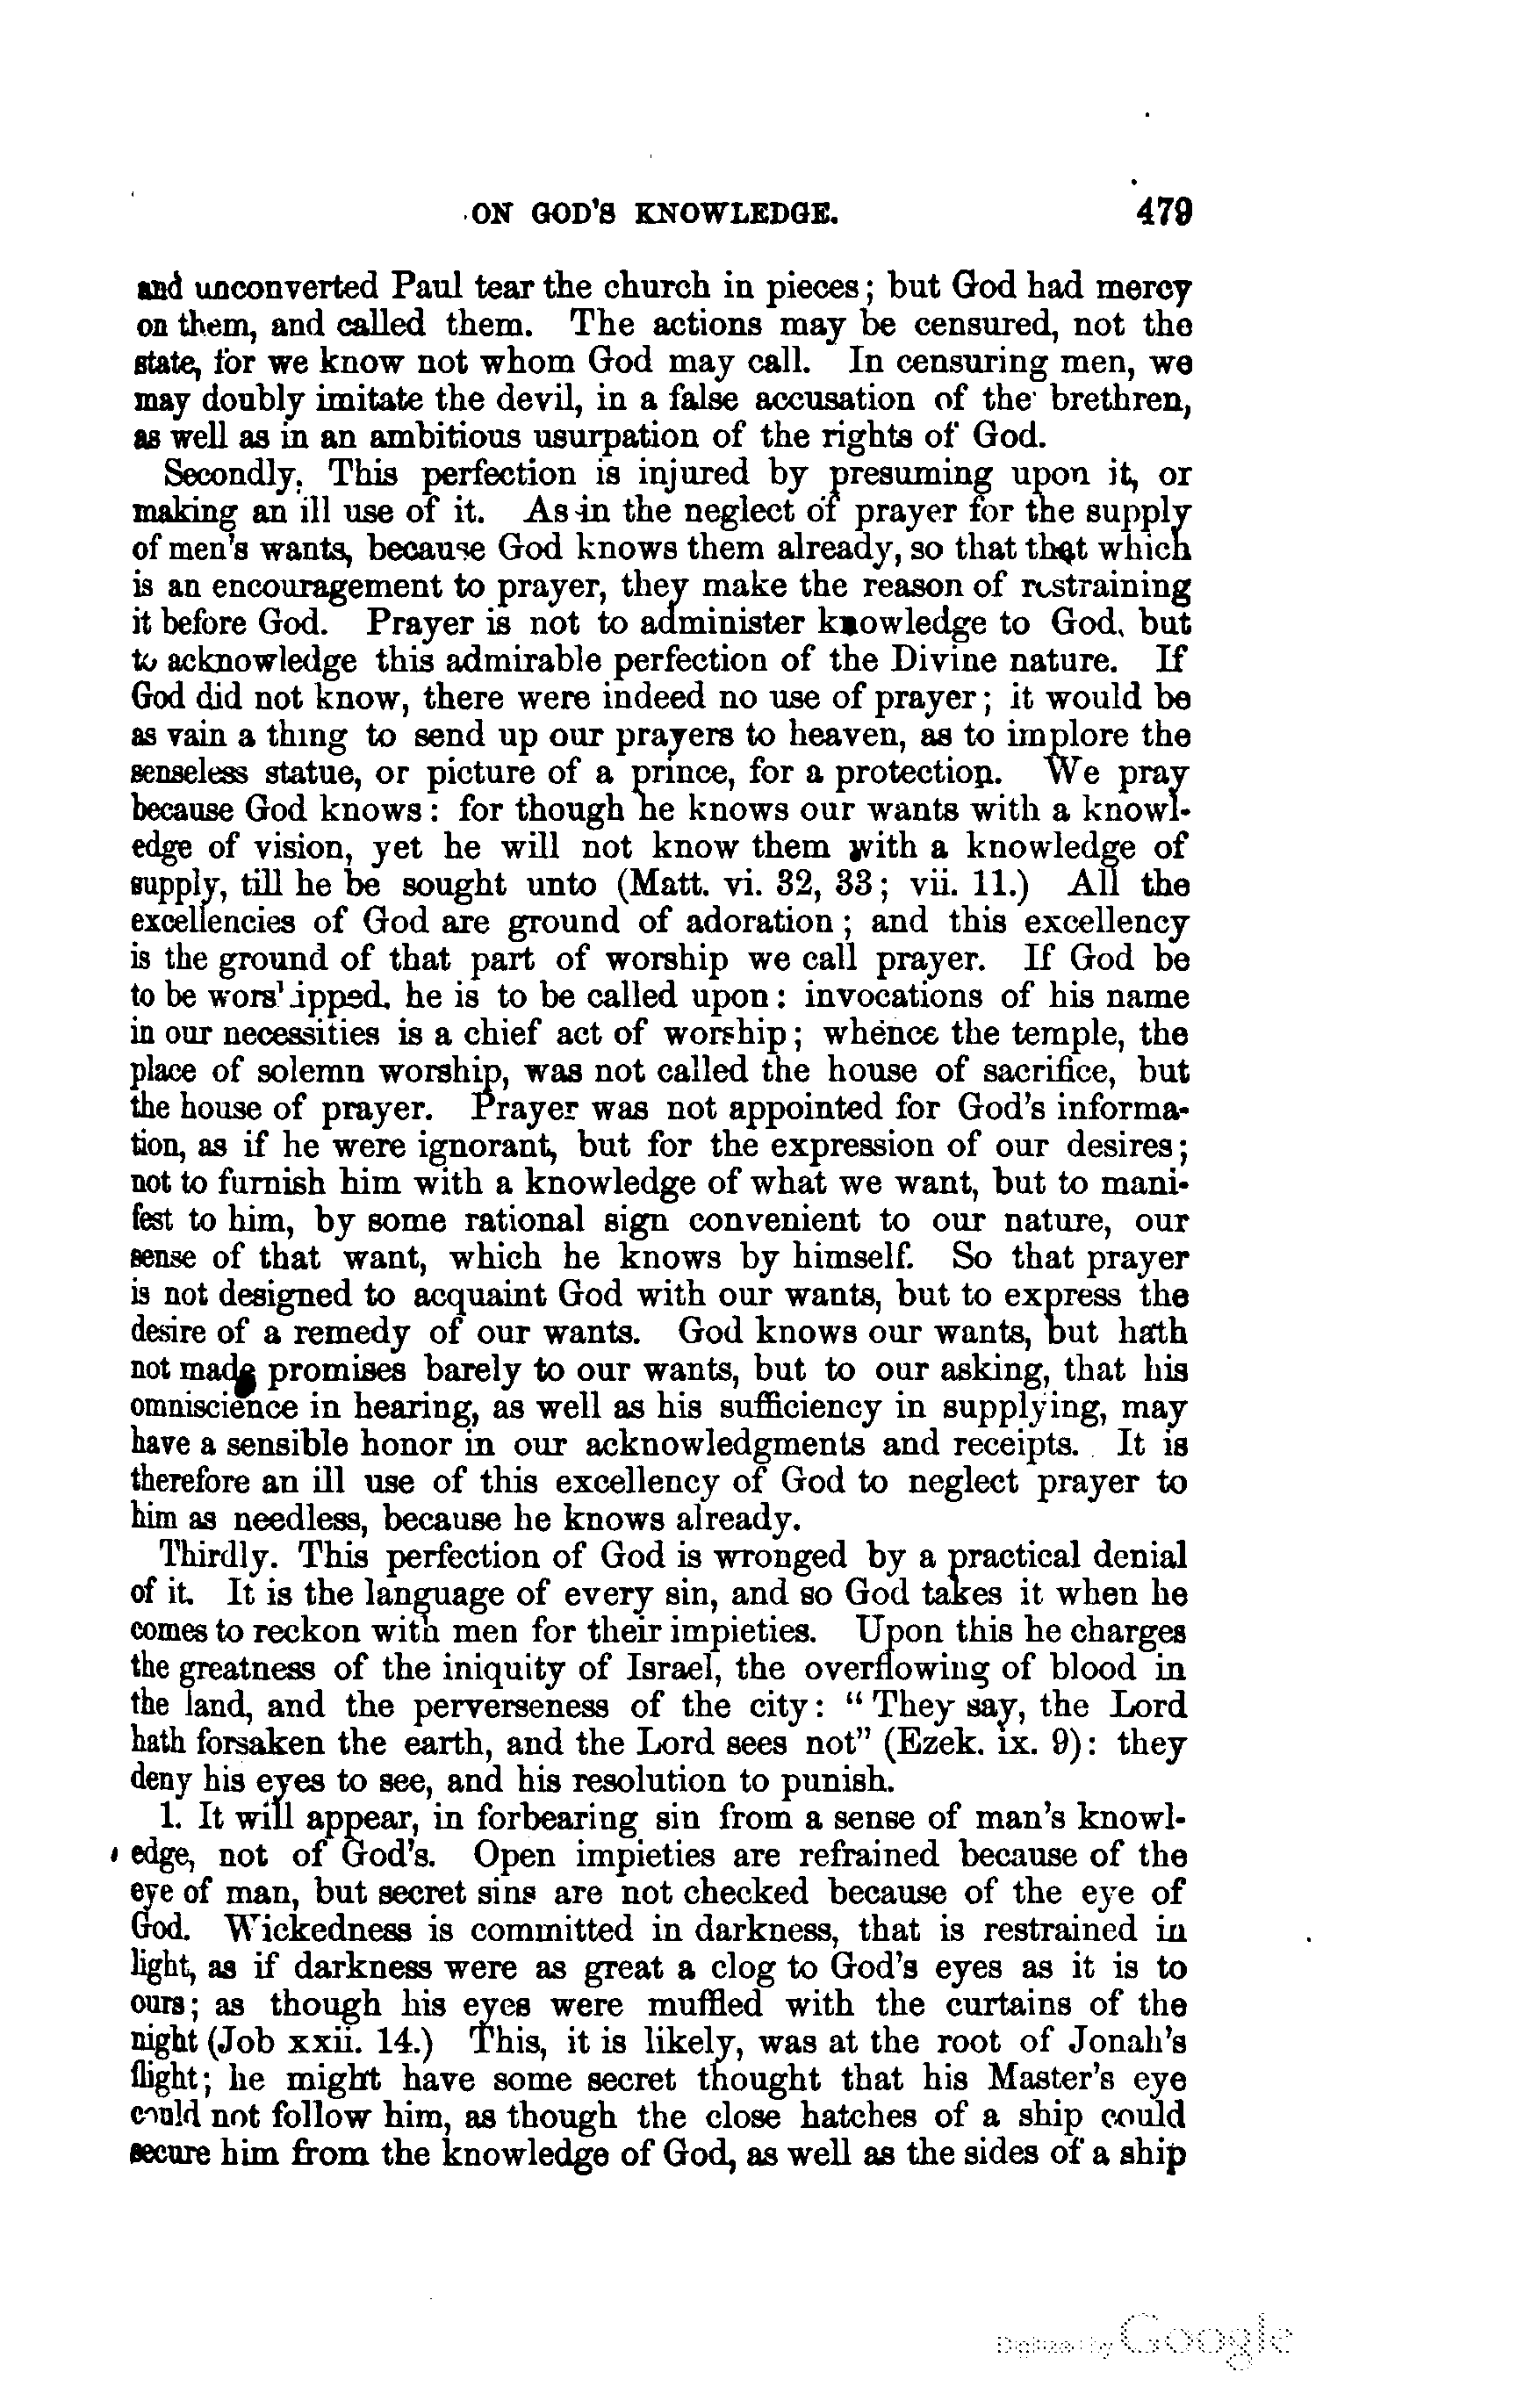 ON GOD'S KNOWLEDGE. 479
and unconverted Paul tear the church in pieces; but God had mercy
on them, and called them. The actions may be censured, not the
state, for we know not whom God may call. In censuring men, we
may doubly imitate the devil, in a false accusation of the brethren,
as well as in an ambitious usurpation of the rights of God.
Secondly. This perfection is injured by presuming upon it, or
making an ill use of it. As in the neglect of prayer for the supply
of men's wants, because God knows them already, so that that which
is an encouragement to prayer, they make the reason of restraining
it before God. Prayer is not to administer knowledge to God, but
to acknowledge this admirable perfection of the Divine nature. If
God did not know, there were indeed no use of prayer; it would be
as vain a thing to send up our prayers to heaven, as to implore the
senseless statue, or picture of a prince, for a protection. We pray
because God knows: for though he knows our wants with a knowl-
edge of vision, yet he will not know them with a knowledge of
supply, till he be sought unto (Matt. vi. 32, 33; vii. 11.) All the
excellencies of God are ground of adoration; and this excellency
is the ground of that part of worship we call prayer. If God be
to be worshipped, he is to be called upon: invocations of his name
in our necessities is a chief act of worship; whence the temple, the
place of solemn worship, was not called the house of sacrifice, but
the house of prayer. Prayer was not appointed for God's informa-
tion, as if he were ignorant, but for the expression of our desires;
not to furnish him with a knowledge of what we want, but to mani-
fest to him, by some rational sign convenient to our nature, our
sense of that want, which he knows by himself. So that prayer
is not designed to acquaint God with our wants, but to express the
desire of a remedy of our wants. God knows our wants, but hath
not made promises barely to our wants, but to our asking, that his
omniscience in hearing, as well as his sufficiency in supplying, may
have a sensible honor in our acknowledgments and receipts. It is
therefore an ill use of this excellency of God to neglect prayer to
him as needless, because he knows already.
Thirdly. This perfection of God is wronged by a practical denial
of it. It is the language of every sin, and so God takes it when he
comes to reckon with men for their impieties. Upon this he charges
the greatness of the iniquity of Israel, the overflowing of blood in
the land, and the perverseness of the city: "They say, the Lord
hath forsaken the earth, and the Lord sees not" (Ezek. ix. 9): they
deny his eyes to see, and his resolution to punish.
1. It will appear, in forbearing sin from a sense of man's knowl-
edge, not of God's. Open impieties are refrained because of the
eye of man, but secret sins are not checked because of the eye of
God. Wickedness is committed in darkness, that is restrained in
light, as if darkness were as great a clog to God's eyes as it is to
ours; as though his eyes were muffled with the curtains of the
night (Job xxii. 14.) This, it is likely, was at the root of Jonah's
flight; he might have some secret thought that his Master's eye
could not follow him, as though the close hatches of a ship could
secure him from the knowledge of God, as well as the sides of a ship
Digitized by Google